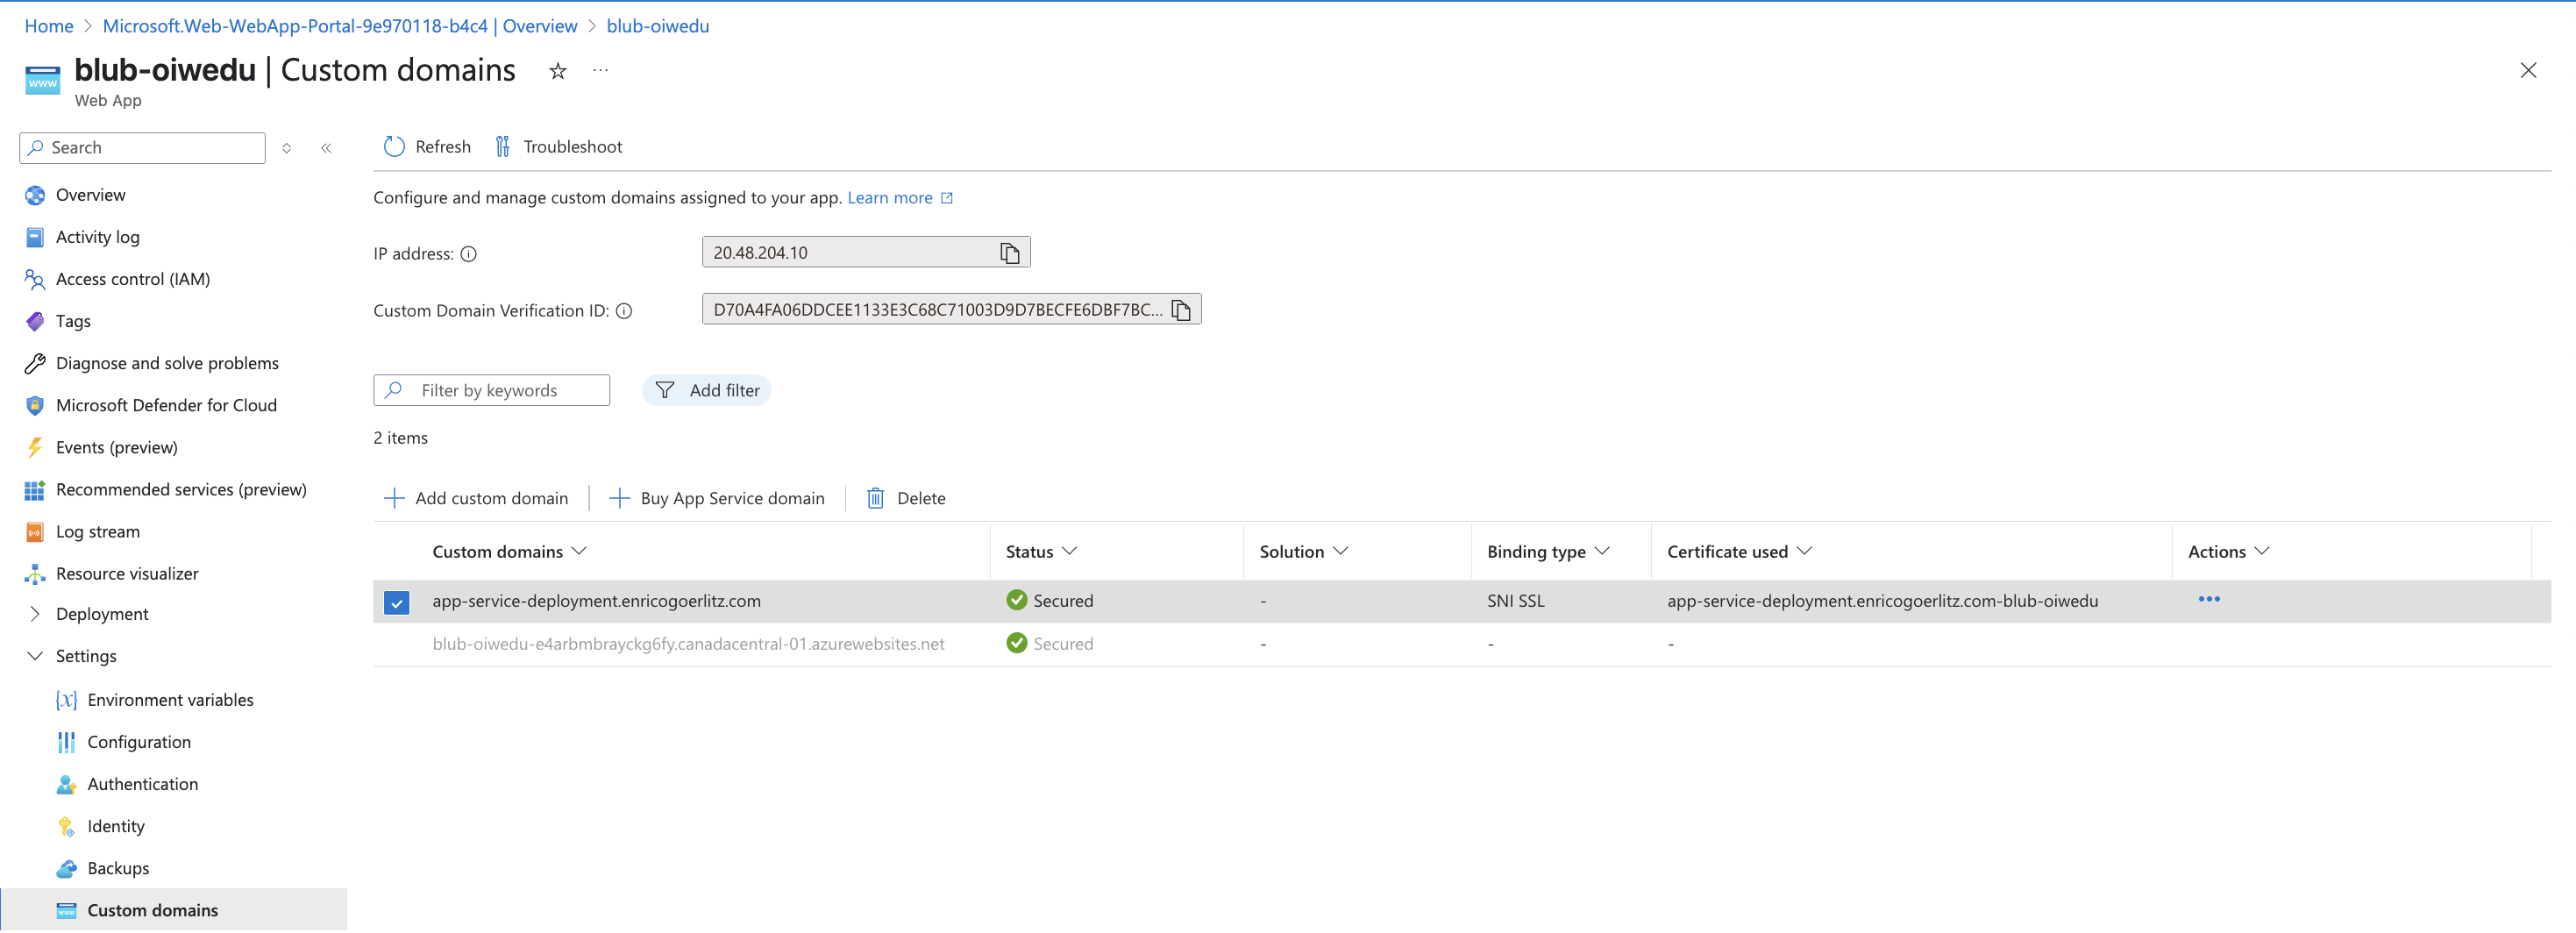 Home > Microsoft.Web-WebApp-Portal-9e970118-b4c4 | Overview > blub-oiwedu
blub-oiwedu | Custom domains
Web App
Search
Overview
Activity log
Access control (IAM)
Tags
Diagnose and solve problems
Microsoft Defender for Cloud
Events (preview)
Recommended services (preview)
Log stream
Resource visualizer
Deployment
Settings
Environment variables
Configuration
Authentication
Identity
Backups
Custom domains
Refresh Troubleshoot
Configure and manage custom domains assigned to your app. Learn more
IP address: 20.48.204.10
Custom Domain Verification ID: D70A4FA06DDCEE1133E3C68C71003D9D7BECFE6DBF7BC...
Filter by keywords Add filter
2 items
Add custom domain Buy App Service domain Delete
Custom domains Status Solution Binding type Certificate used Actions
app-service-deployment.enricogoerlitz.com Secured - SNI SSL app-service-deployment.enricogoerlitz.com-blub-oiwedu
blub-oiwedu-e4arbmbrayckg6fy.canadacentral-01.azurewebsites.net Secured - - -